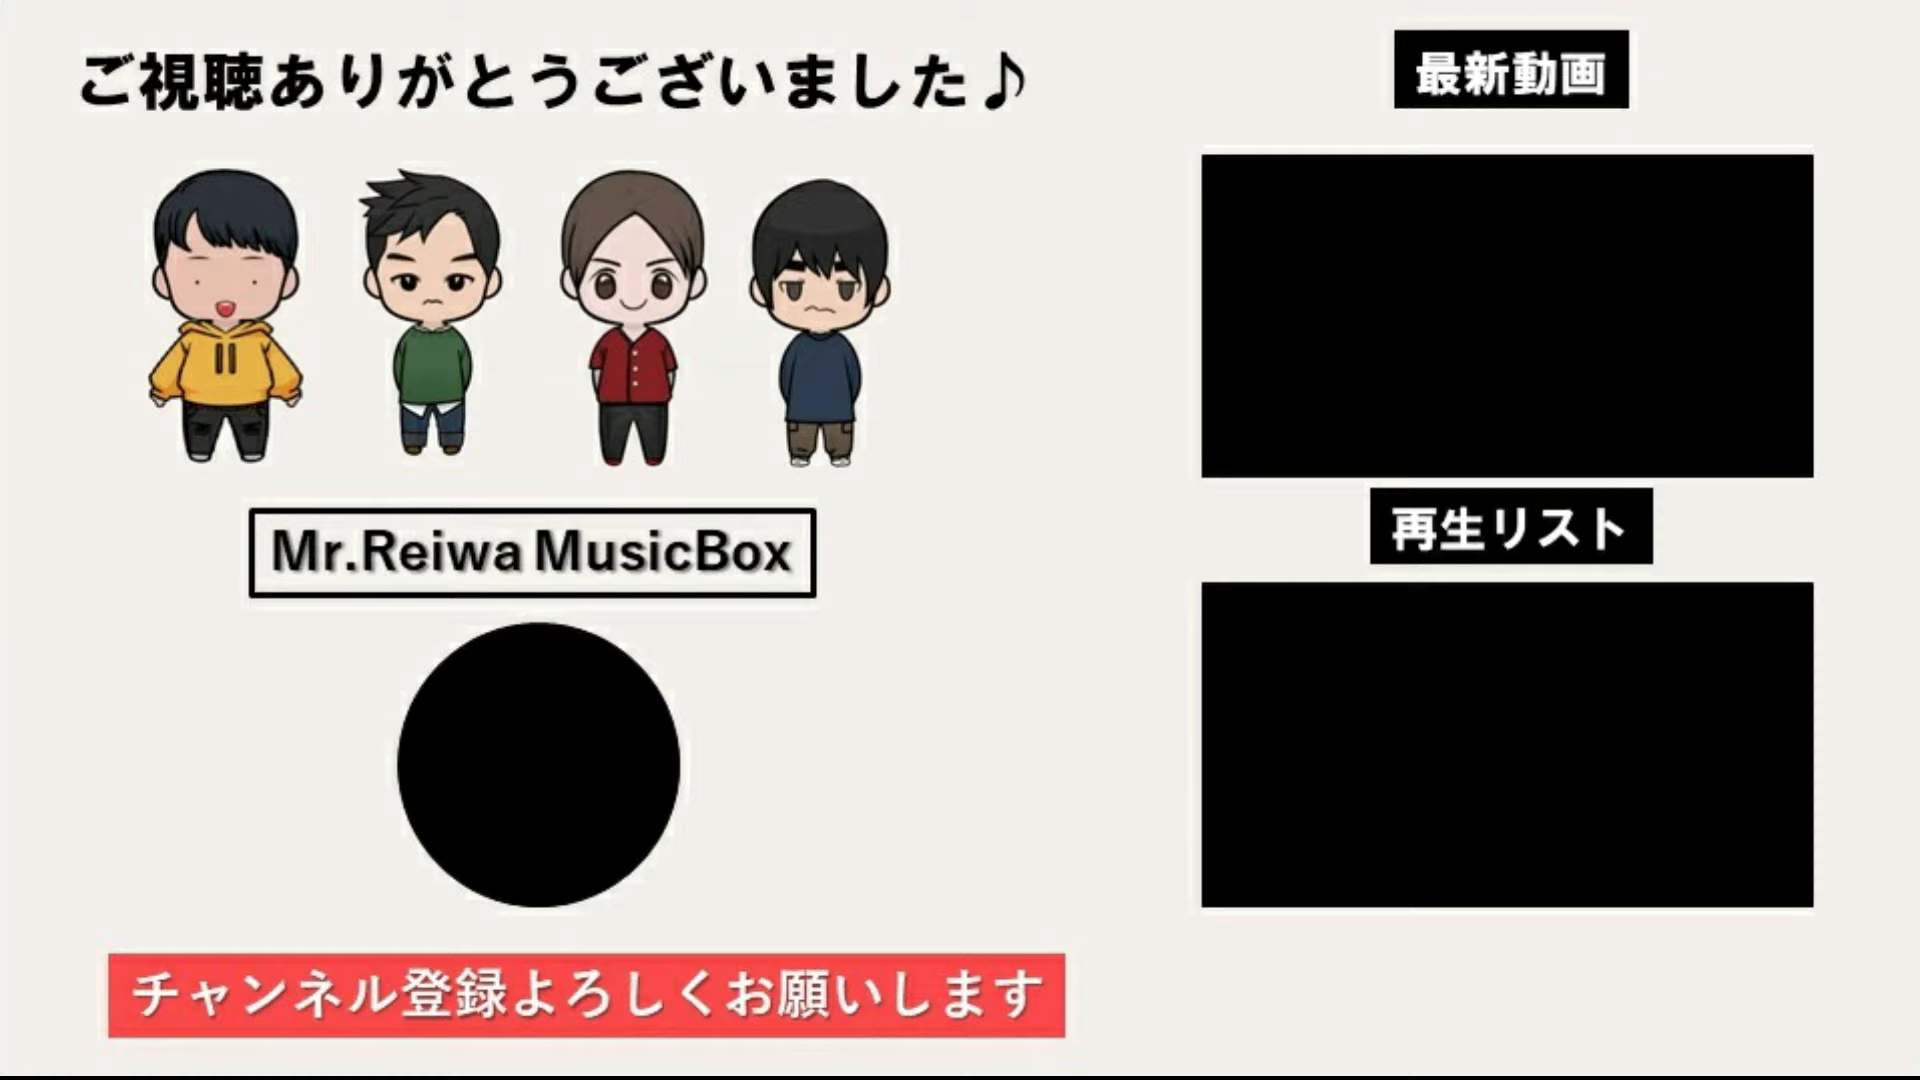 ご視聴ありがとうございました♪
最新動画
Mr.Reiwa MusicBox
再生リスト
チャンネル登録よろしくお願いします